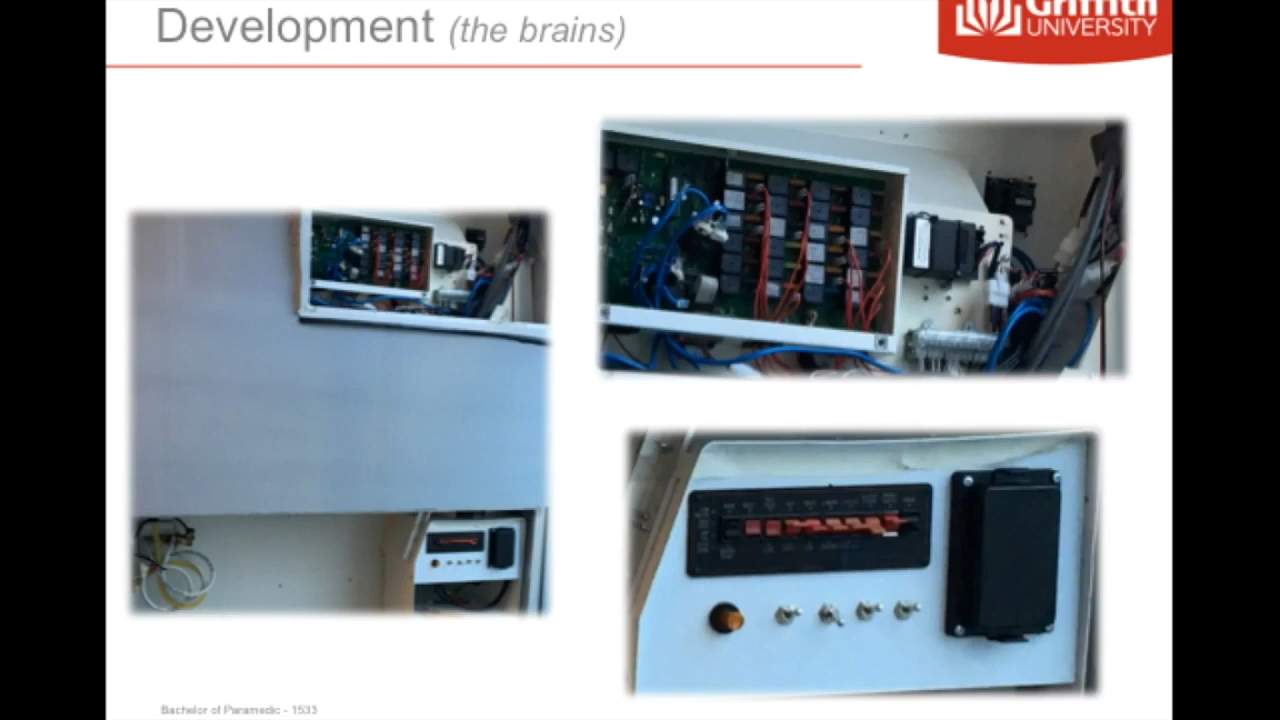 Development (the brains)
Griffith
UNIVERSITY
Bachelor of Paramedic - 1533